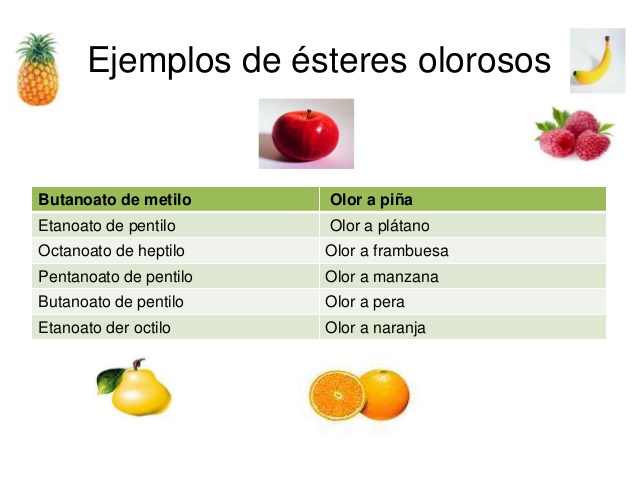 Ejemplos de ésteres olorosos
Butanoato de metilo Olor a piña
Etanoato de pentilo Olor a plátano
Octanoato de heptilo Olor a frambuesa
Pentanoato de pentilo Olor a manzana
Butanoato de pentilo Olor a pera
Etanoato der octilo Olor a naranja